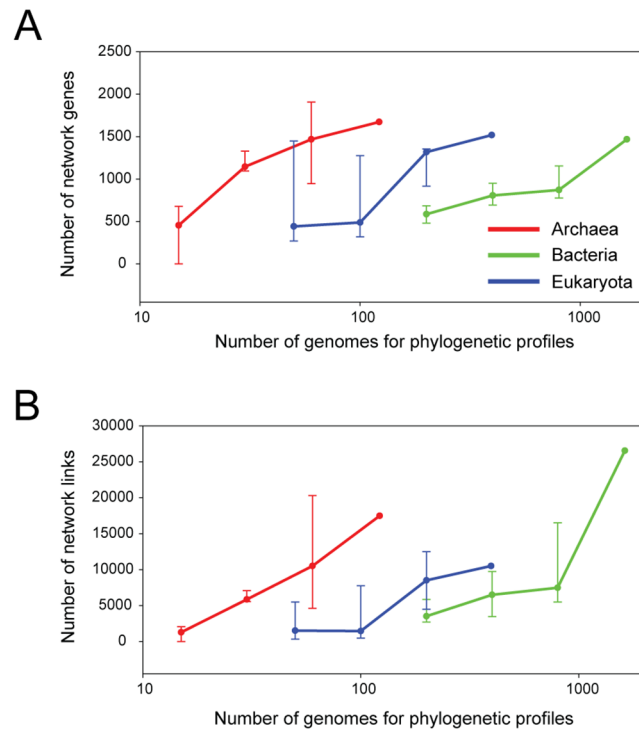 A
Number of network genes
2500
2000
1500
1000
500
0
Archaea
Bacteria
Eukaryota
10
100
1000
Number of genomes for phylogenetic profiles
B
Number of network links
30000
25000
20000
15000
10000
5000
0
10
100
1000
Number of genomes for phylogenetic profiles